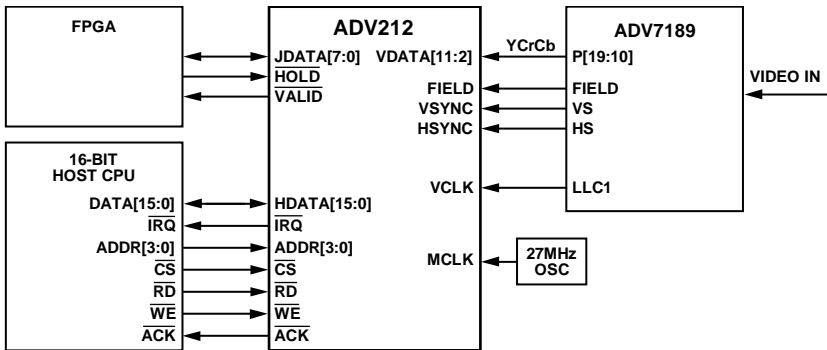 FPGA
ADV212
ADV7189
JDATA[7:0]
HOLD
VALID
VDATA[11:2]
YCrCb
P[19:10]
FIELD
FIELD
VSYNC
VS
HSYNC
HS
VIDEO IN
VCLK
LLC1
MCLK
27MHz
OSC
16-BIT
HOST CPU
DATA[15:0]
HDATA[15:0]
IRQ
IRQ
ADDR[3:0]
ADDR[3:0]
CS
CS
RD
RD
WE
WE
ACK
ACK